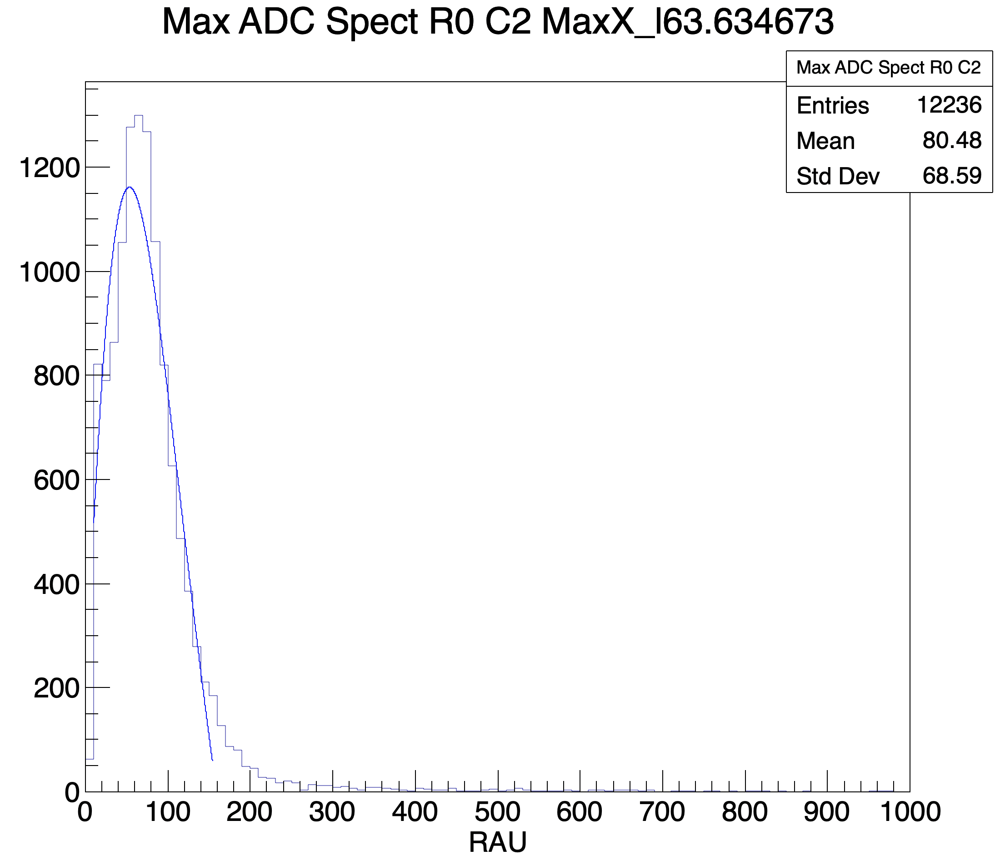 Max ADC Spect R0 C2 MaxX_l63.634673
Max ADC Spect R0 C2
Entries 12236
Mean 80.48
Std Dev 68.59
1200
1000
800
600
400
200
0
0 100 200 300 400 500 600 700 800 900 1000
RAU